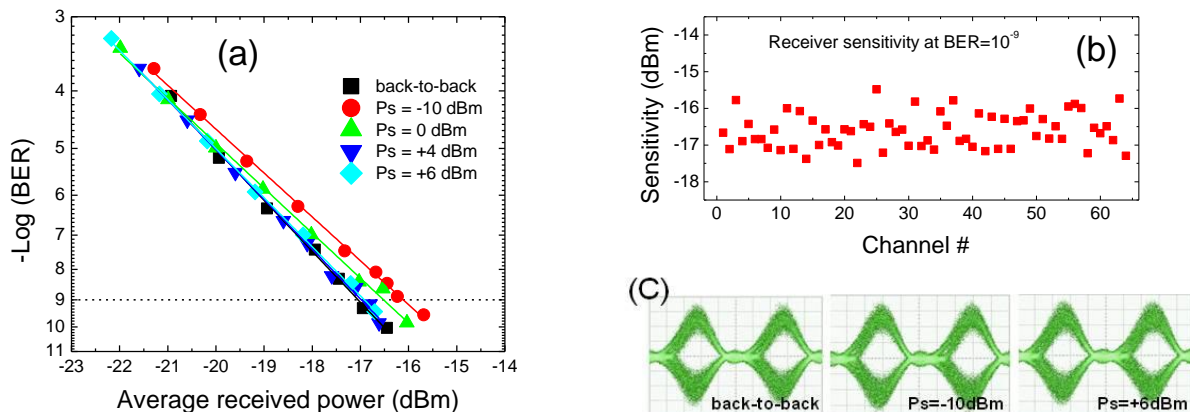 (a)
-Log (BER)
3
4
5
6
7
8
9
10
11
-23 -22 -21 -20 -19 -18 -17 -16 -15 -14
Average received power (dBm)
back-to-back
Ps = -10 dBm
Ps = 0 dBm
Ps = +4 dBm
Ps = +6 dBm
(b)
Receiver sensitivity at BER=10⁻⁹
Sensitivity (dBm)
-14
-15
-16
-17
-18
0 10 20 30 40 50 60
Channel #
(C)
back-to-back
Ps=-10dBm
Ps=+6dBm